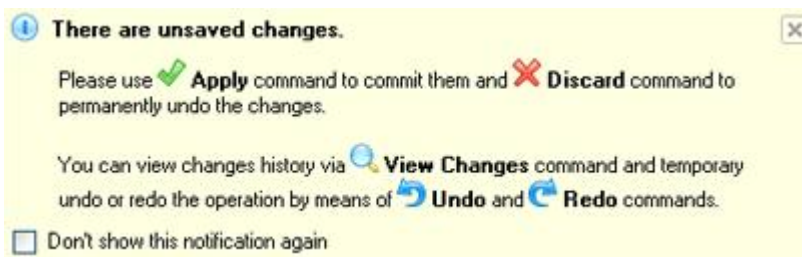 There are unsaved changes.
Please use Apply command to commit them and Discard command to
permanently undo the changes.
You can view changes history via View Changes command and temporary
undo or redo the operation by means of Undo and Redo commands.
Don't show this notification again